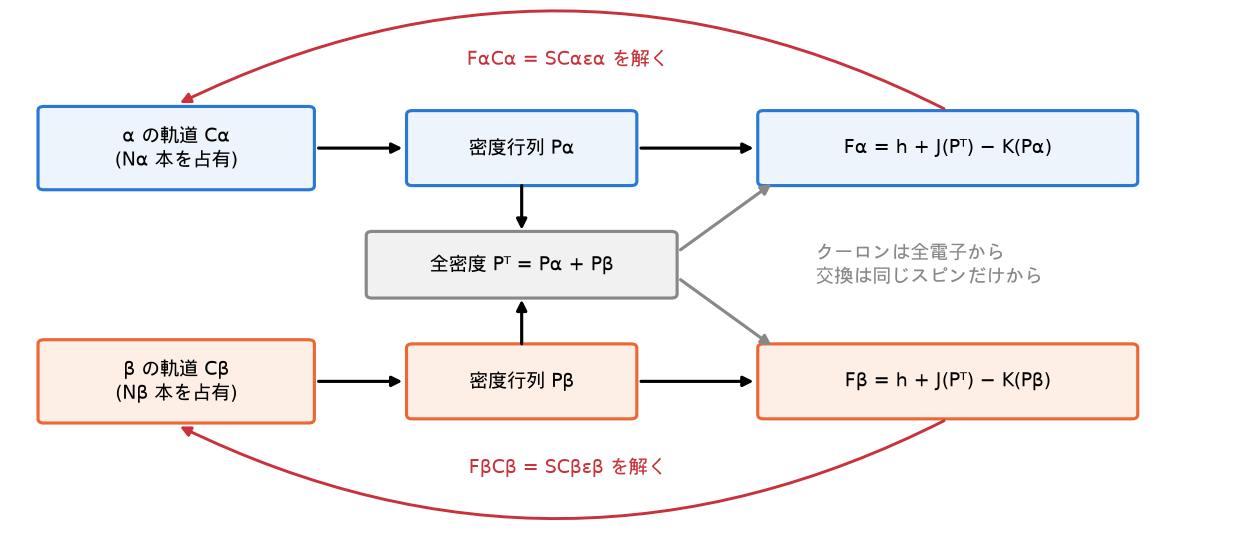 FαCα = SCαεα を解く
α の軌道 Cα
(Nα 本を占有)
密度行列 Pα
Fα = h + J(Pᵀ) − K(Pα)
全密度 Pᵀ = Pα + Pβ
クーロンは全電子から
交換は同じスピンだけから
β の軌道 Cβ
(Nβ 本を占有)
密度行列 Pβ
Fβ = h + J(Pᵀ) − K(Pβ)
FβCβ = SCβεβ を解く